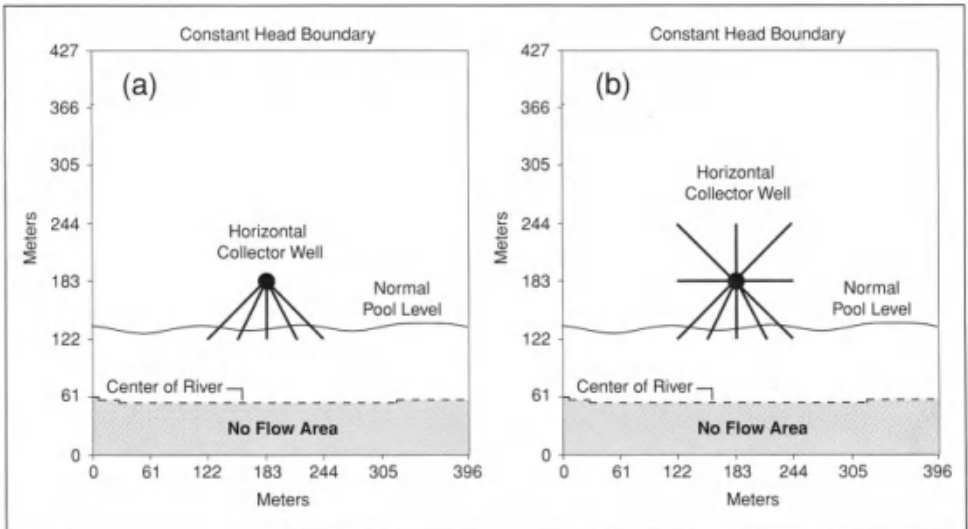 Constant Head Boundary
427
(a)
366
305
Horizontal
Collector Well
244
183
Normal
Pool Level
122
Center of River
61
No Flow Area
0
0 61 122 183 244 305 396
Meters
Meters
Constant Head Boundary
427
(b)
366
305
Horizontal
Collector Well
244
183
Normal
Pool Level
122
Center of River
61
No Flow Area
0
0 61 122 183 244 305 396
Meters
Meters